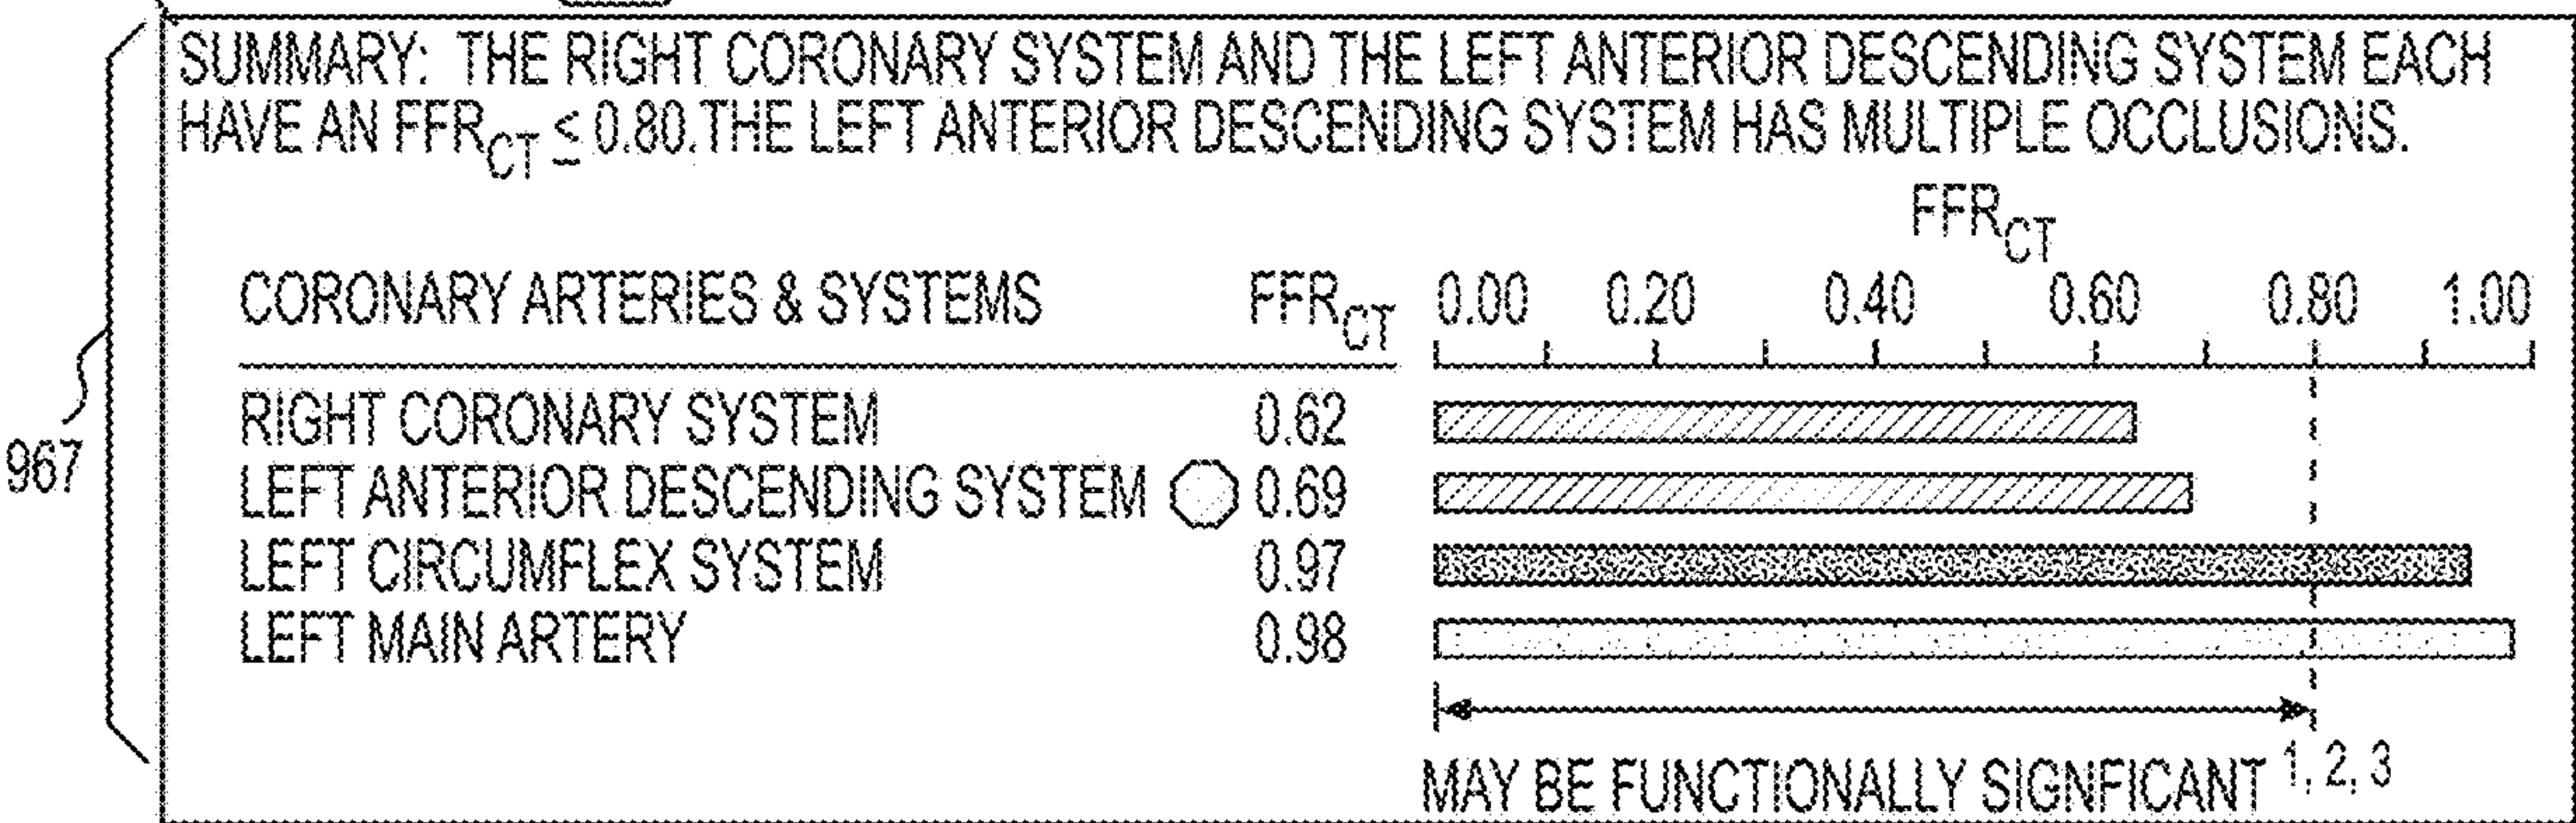 SUMMARY: THE RIGHT CORONARY SYSTEM AND THE LEFT ANTERIOR DESCENDING SYSTEM EACH
HAVE AN FFRCT ≤ 0.80.THE LEFT ANTERIOR DESCENDING SYSTEM HAS MULTIPLE OCCLUSIONS.
FFRCT
CORONARY ARTERIES & SYSTEMS FFRCT 0.00 0.20 0.40 0.60 0.80 1.00
RIGHT CORONARY SYSTEM 0.62
LEFT ANTERIOR DESCENDING SYSTEM 0.69
967
LEFT CIRCUMFLEX SYSTEM 0.97
LEFT MAIN ARTERY 0.98
MAY BE FUNCTIONALLY SIGNFICANT 1, 2, 3